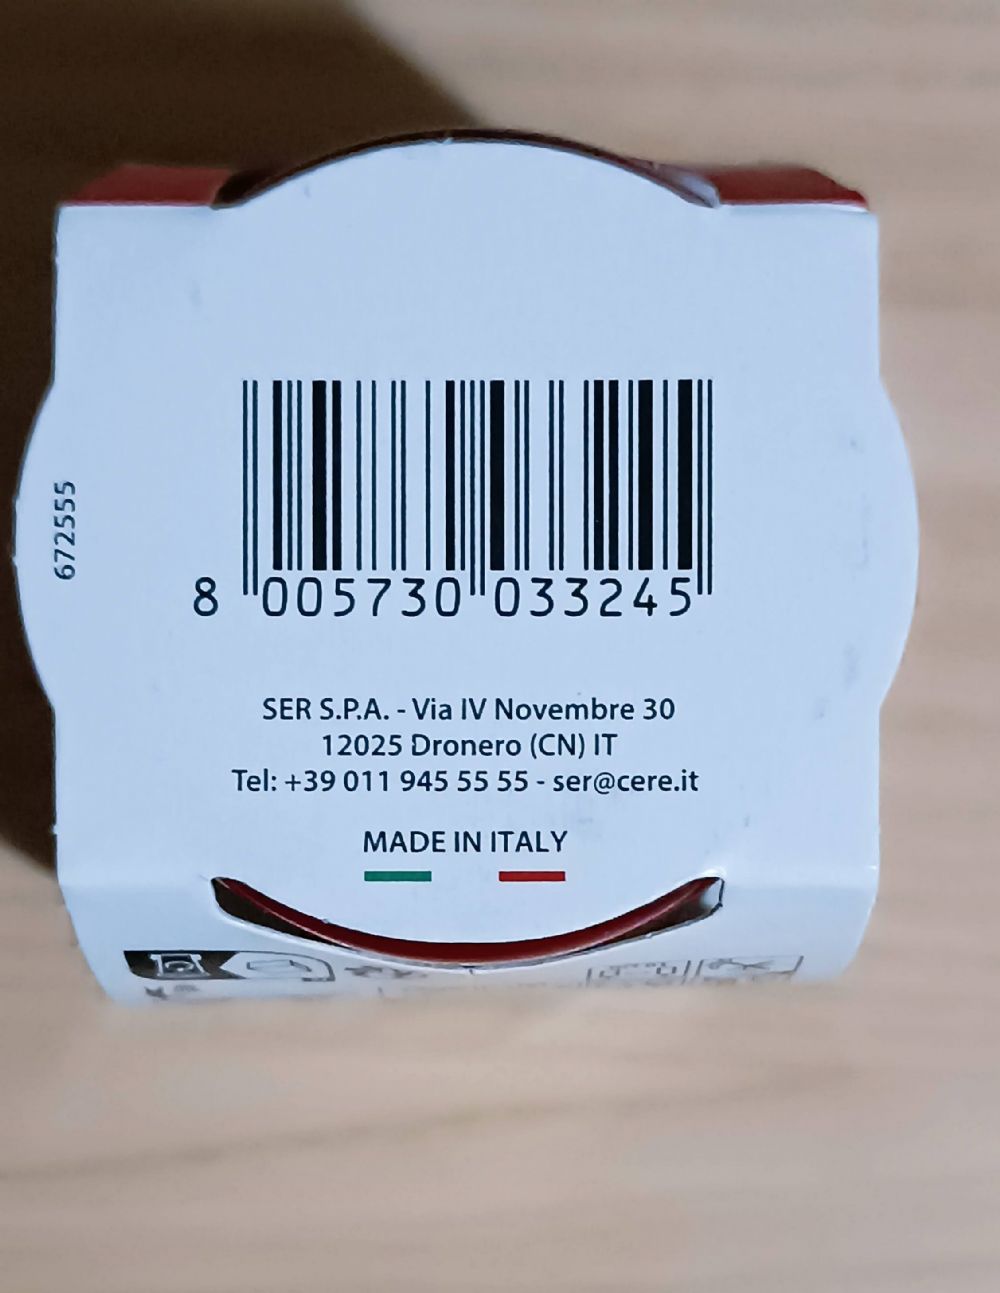 672555
8 005730 033245
SER S.P.A. - Via IV Novembre 30
12025 Dronero (CN) IT
Tel: +39 011 945 55 55 - ser@cere.it
MADE IN ITALY